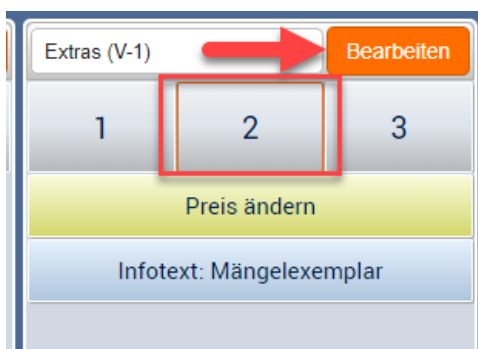 Extras (V-1) Bearbeiten
1 2 3
Preis ändern
Infotext: Mängelexemplar